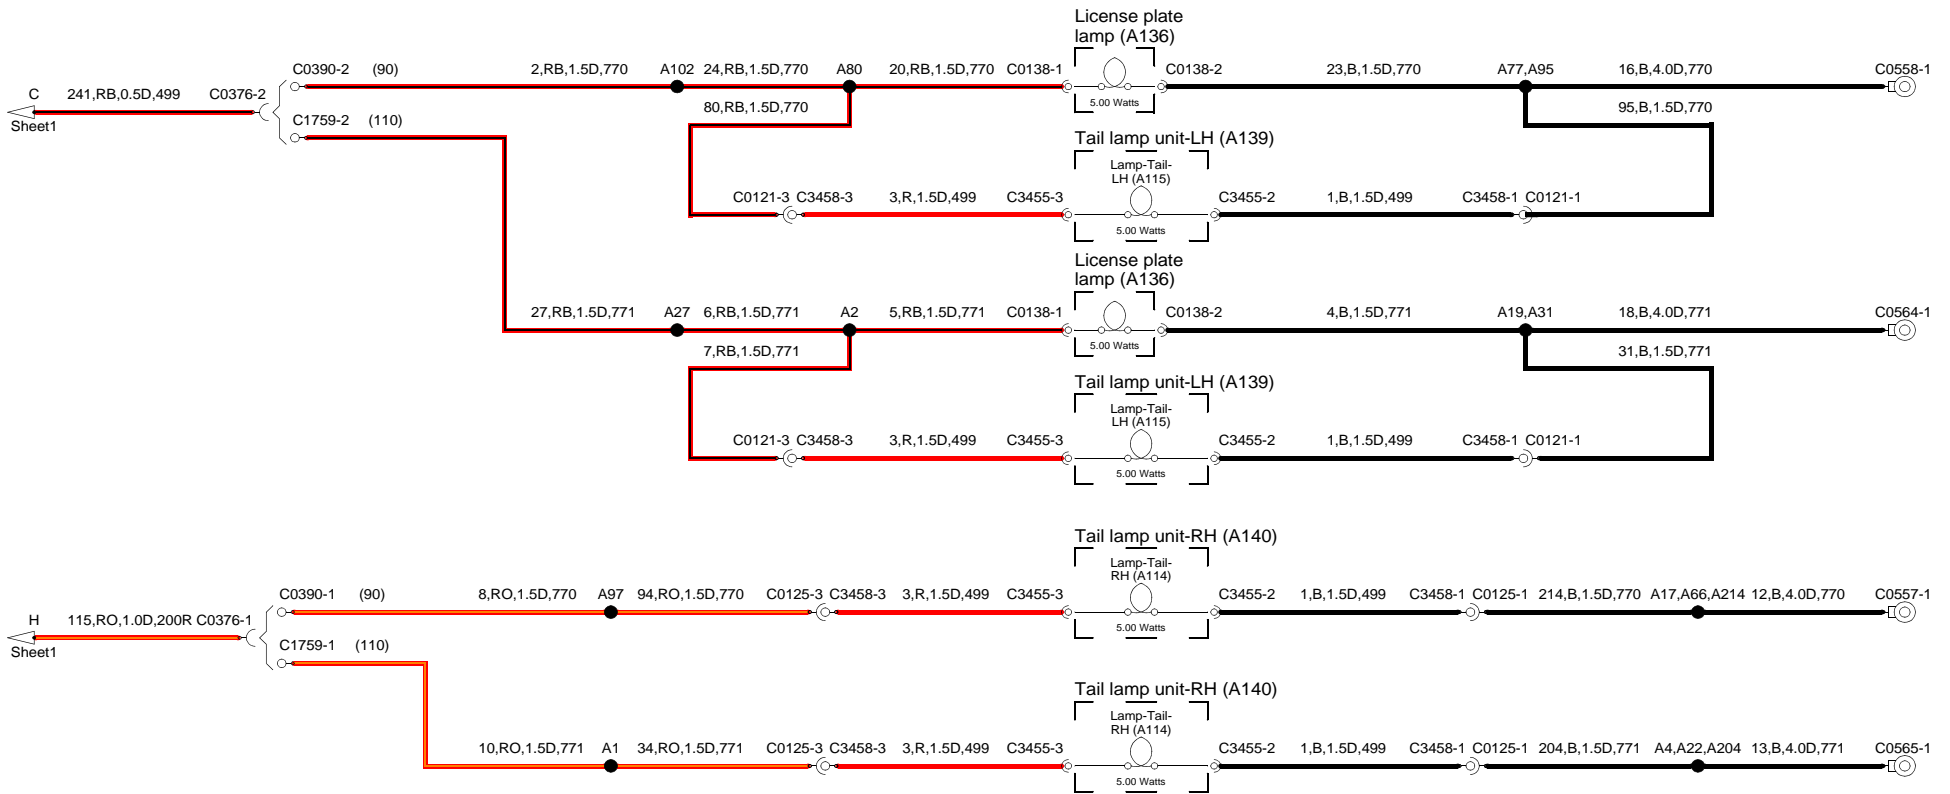 License plate
lamp (A136)
C0390-2 (90) 2,RB,1.5D,770 A102 24,RB,1.5D,770 A80 20,RB,1.5D,770 C0138-1 C0138-2 23,B,1.5D,770 A77,A95 16,B,4.0D,770 C0558-1
C 241,RB,0.5D,499 C0376-2
5.00 Watts
80,RB,1.5D,770 95,B,1.5D,770
Sheet1
C1759-2 (110)
Tail lamp unit-LH (A139)
Lamp-Tail-
LH (A115)
C0121-3 C3458-3 3,R,1.5D,499 C3455-3 C3455-2 1,B,1.5D,499 C3458-1 C0121-1
5.00 Watts
License plate
lamp (A136)
27,RB,1.5D,771 A27 6,RB,1.5D,771 A2 5,RB,1.5D,771 C0138-1 C0138-2 4,B,1.5D,771 A19,A31 18,B,4.0D,771 C0564-1
5.00 Watts
7,RB,1.5D,771 31,B,1.5D,771
Tail lamp unit-LH (A139)
Lamp-Tail-
LH (A115)
C0121-3 C3458-3 3,R,1.5D,499 C3455-3 C3455-2 1,B,1.5D,499 C3458-1 C0121-1
5.00 Watts
Tail lamp unit-RH (A140)
Lamp-Tail-
RH (A114)
C0390-1 (90) 8,RO,1.5D,770 A97 94,RO,1.5D,770 C0125-3 C3458-3 3,R,1.5D,499 C3455-3 C3455-2 1,B,1.5D,499 C3458-1 C0125-1 214,B,1.5D,770 A17,A66,A214 12,B,4.0D,770 C0557-1
H 115,RO,1.0D,200R C0376-1
5.00 Watts
Sheet1
C1759-1 (110)
Tail lamp unit-RH (A140)
Lamp-Tail-
RH (A114)
10,RO,1.5D,771 A1 34,RO,1.5D,771 C0125-3 C3458-3 3,R,1.5D,499 C3455-3 C3455-2 1,B,1.5D,499 C3458-1 C0125-1 204,B,1.5D,771 A4,A22,A204 13,B,4.0D,771 C0565-1
5.00 Watts